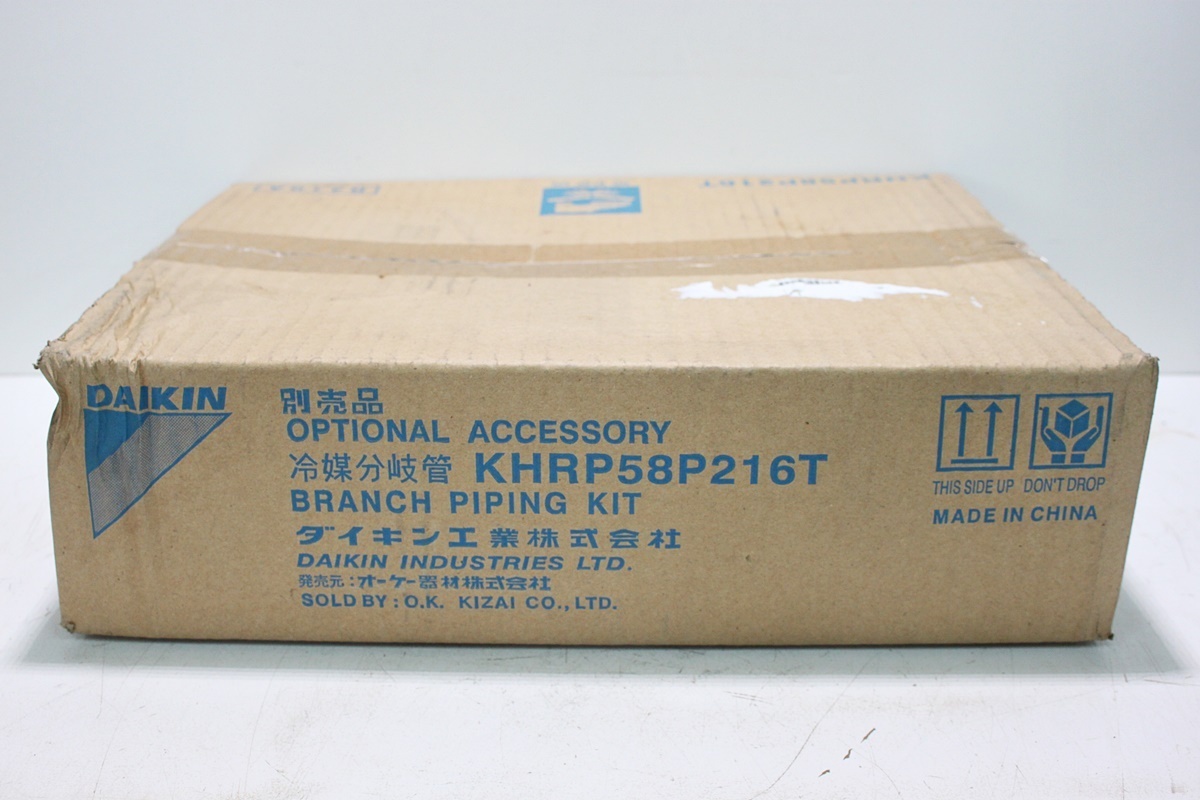 KHRP58P216T
DAIKIN
別売品
OPTIONAL ACCESSORY
冷媒分岐管 KHRP58P216T
BRANCH PIPING KIT
ダイキン工業株式会社
DAIKIN INDUSTRIES LTD.
発売元:オーケー器材株式会社
SOLD BY : O.K. KIZAI CO., LTD.
THIS SIDE UP DON'T DROP
MADE IN CHINA